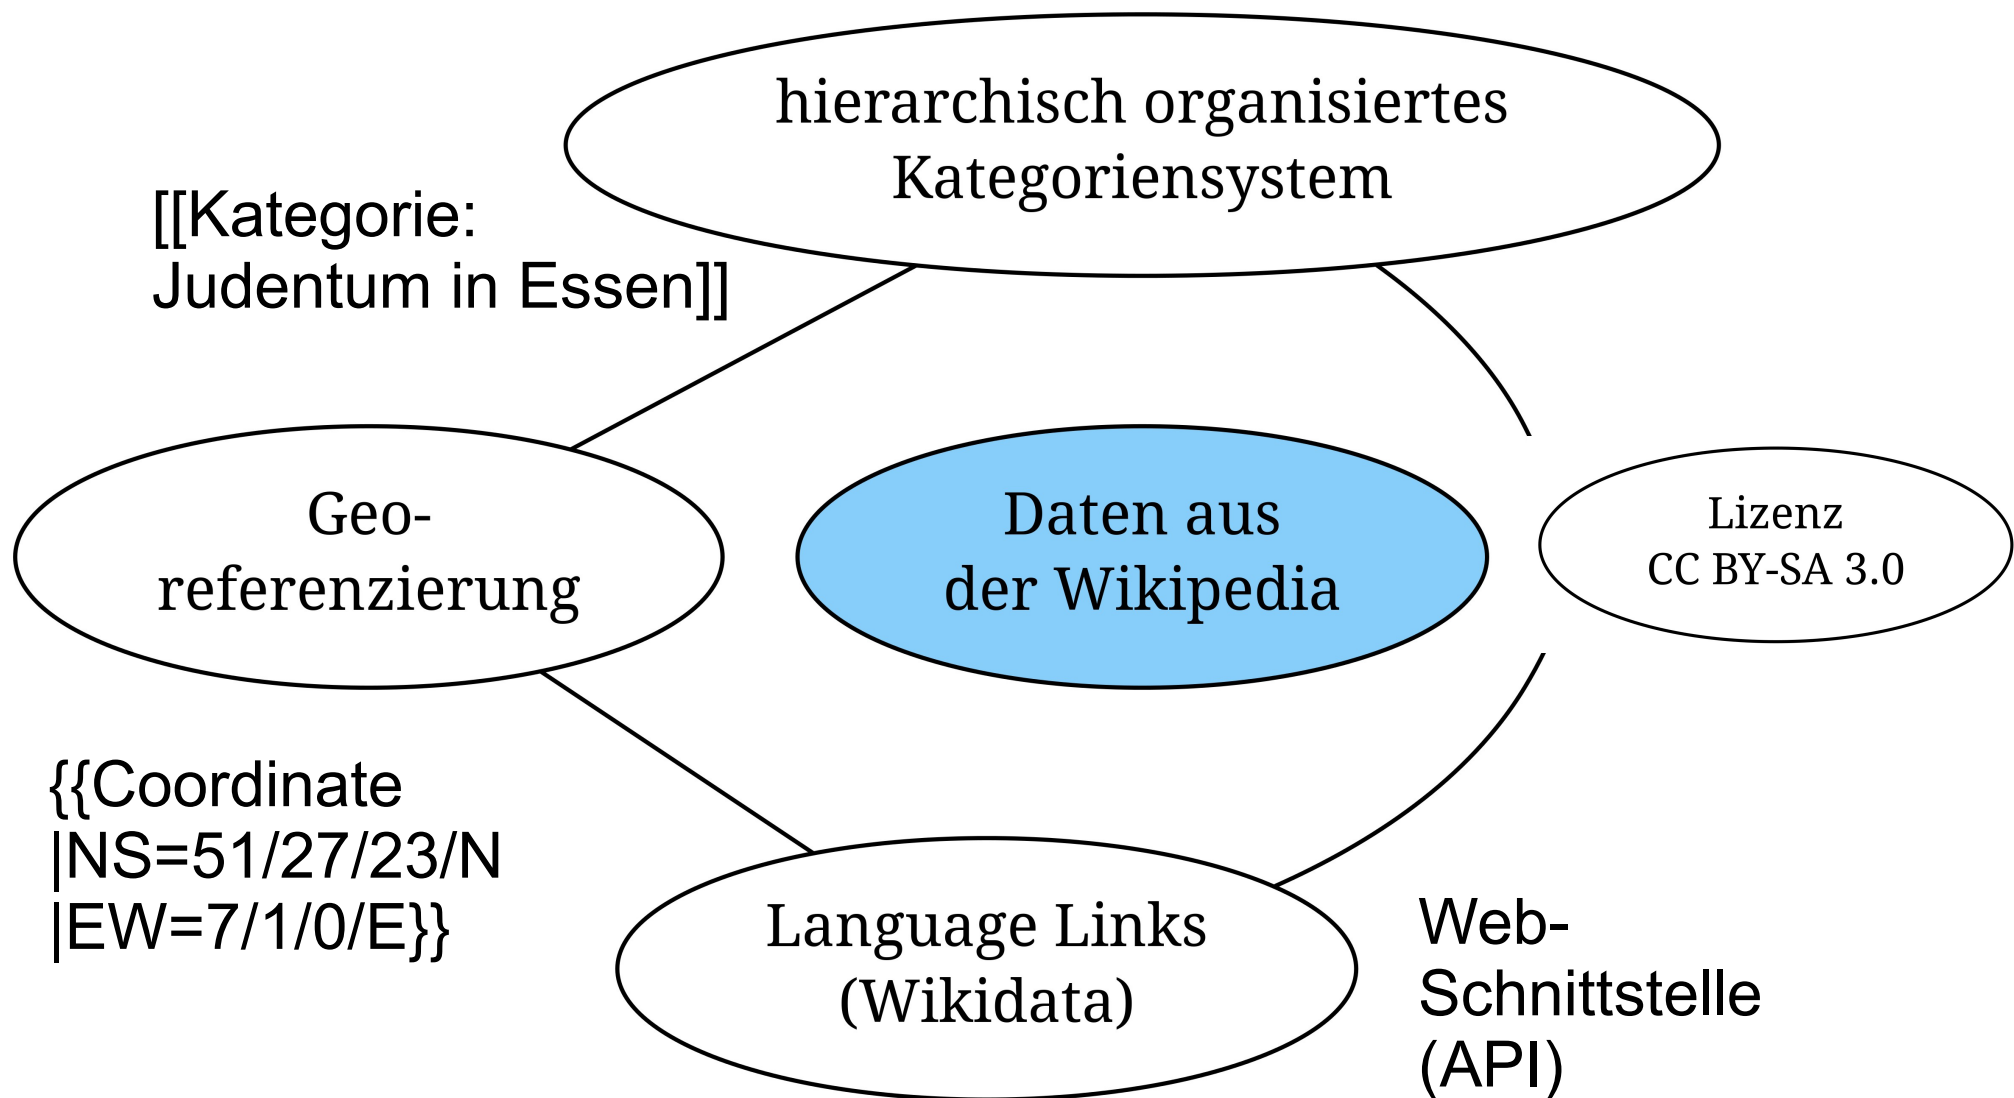 hierarchisch organisiertes
Kategoriensystem
[[Kategorie:
Judentum in Essen]]
Geo-
referenzierung
Daten aus
der Wikipedia
Lizenz
CC BY-SA 3.0
{{Coordinate
|NS=51/27/23/N
|EW=7/1/0/E}}
Language Links
(Wikidata)
Web-
Schnittstelle
(API)